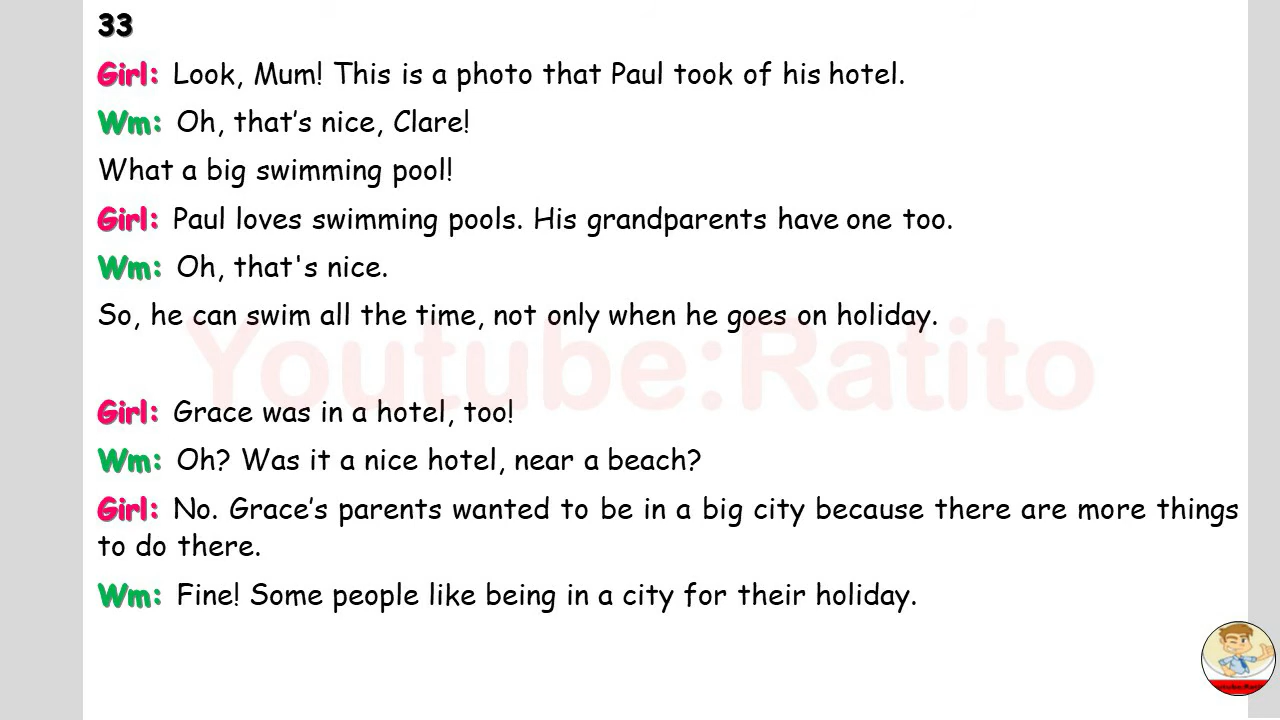 33
Girl: Look, Mum! This is a photo that Paul took of his hotel.
Wm: Oh, that’s nice, Clare!
What a big swimming pool!
Girl: Paul loves swimming pools. His grandparents have one too.
Wm: Oh, that's nice.
So, he can swim all the time, not only when he goes on holiday.
Youtube:Ratito
Girl: Grace was in a hotel, too!
Wm: Oh? Was it a nice hotel, near a beach?
Girl: No. Grace’s parents wanted to be in a big city because there are more things
to do there.
Wm: Fine! Some people like being in a city for their holiday.